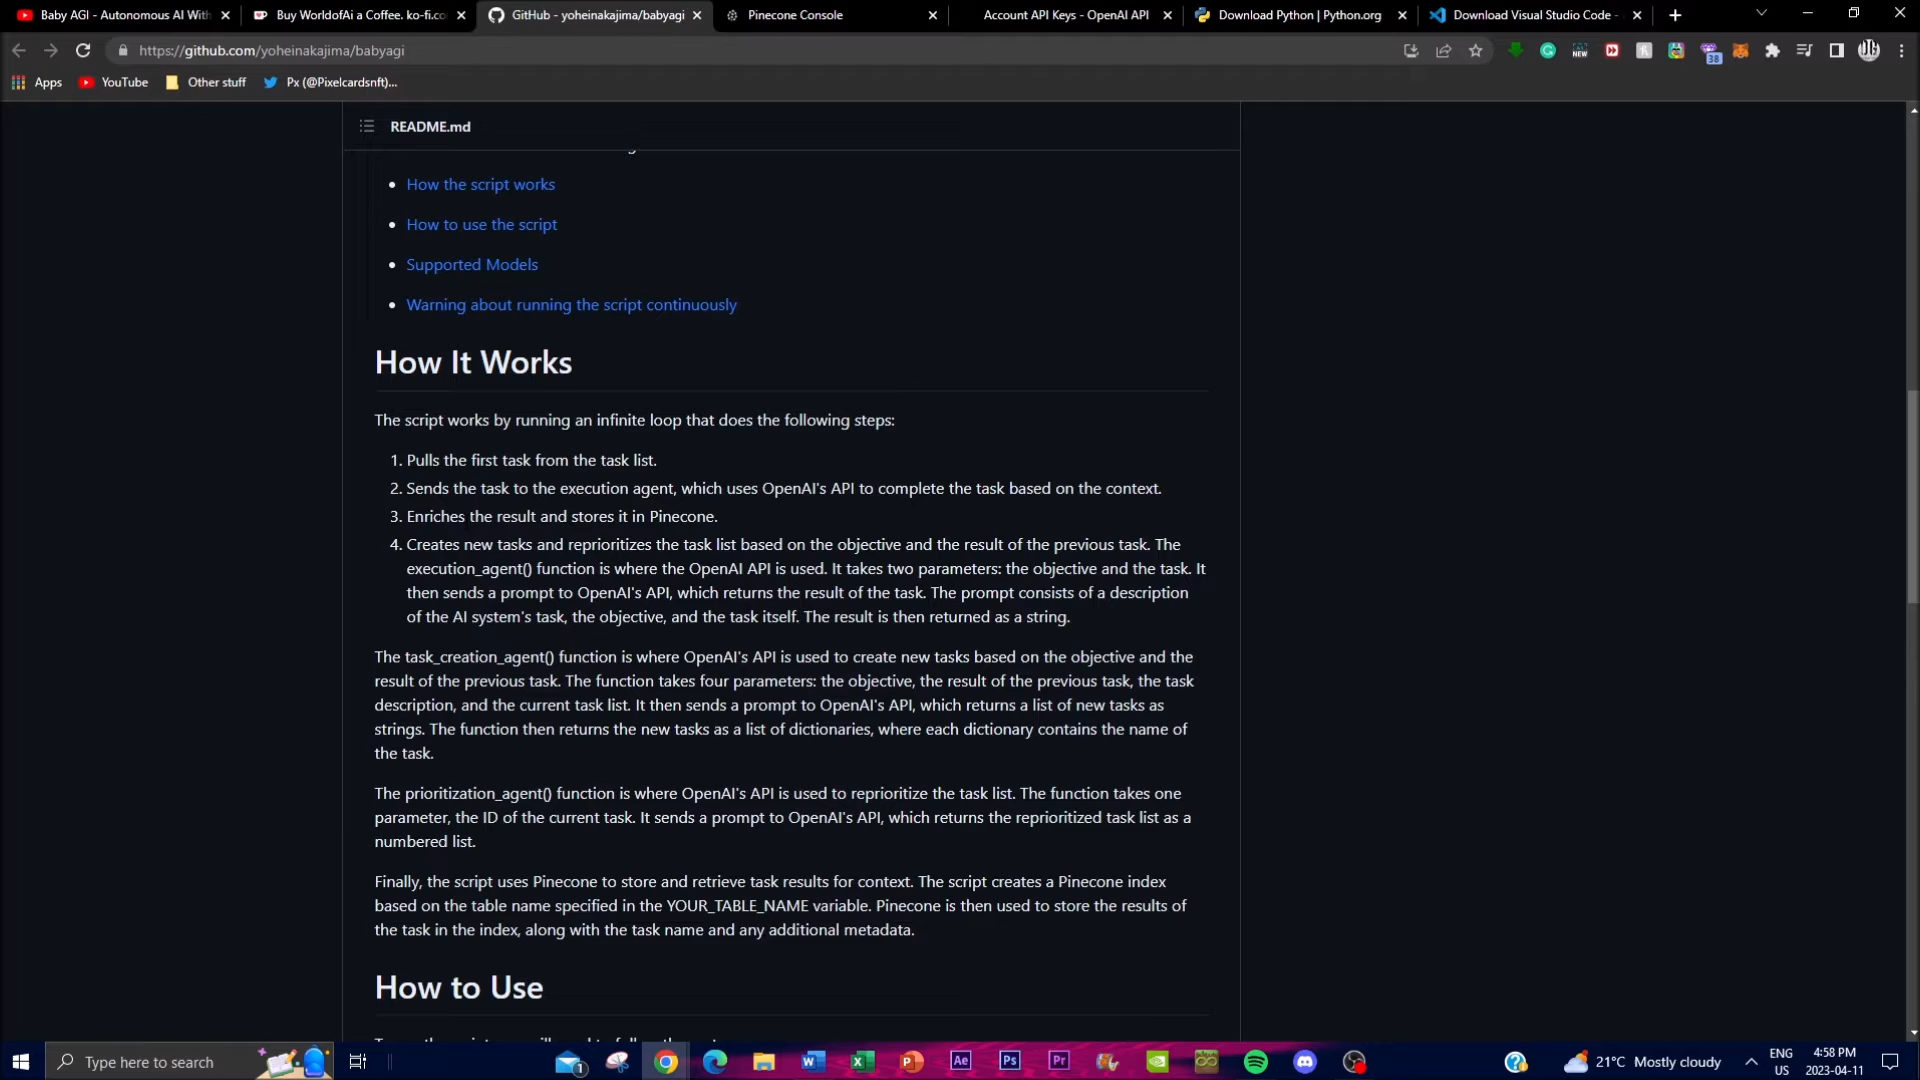 Baby AGI - Autonomous AI With
Buy WorldofAi a Coffee. ko-fi.co
GitHub - yoheinakajima/babyagi
Pinecone Console
Account API Keys - OpenAI API
Download Python | Python.org
Download Visual Studio Code -
https://github.com/yoheinakajima/babyagi
NEW
38
Apps
YouTube
Other stuff
Px (@Pixelcardsnft)...
README.md
How the script works
How to use the script
Supported Models
Warning about running the script continuously
How It Works
The script works by running an infinite loop that does the following steps:
1. Pulls the first task from the task list.
2. Sends the task to the execution agent, which uses OpenAI's API to complete the task based on the context.
3. Enriches the result and stores it in Pinecone.
4. Creates new tasks and reprioritizes the task list based on the objective and the result of the previous task. The
execution_agent() function is where the OpenAI API is used. It takes two parameters: the objective and the task. It
then sends a prompt to OpenAI's API, which returns the result of the task. The prompt consists of a description
of the AI system's task, the objective, and the task itself. The result is then returned as a string.
The task_creation_agent() function is where OpenAI's API is used to create new tasks based on the objective and the
result of the previous task. The function takes four parameters: the objective, the result of the previous task, the task
description, and the current task list. It then sends a prompt to OpenAI's API, which returns a list of new tasks as
strings. The function then returns the new tasks as a list of dictionaries, where each dictionary contains the name of
the task.
The prioritization_agent() function is where OpenAI's API is used to reprioritize the task list. The function takes one
parameter, the ID of the current task. It sends a prompt to OpenAI's API, which returns the reprioritized task list as a
numbered list.
Finally, the script uses Pinecone to store and retrieve task results for context. The script creates a Pinecone index
based on the table name specified in the YOUR_TABLE_NAME variable. Pinecone is then used to store the results of
the task in the index, along with the task name and any additional metadata.
How to Use
Type here to search
1
Ae
Ps
Pr
21°C Mostly cloudy
ENG
US
4:58 PM
2023-04-11